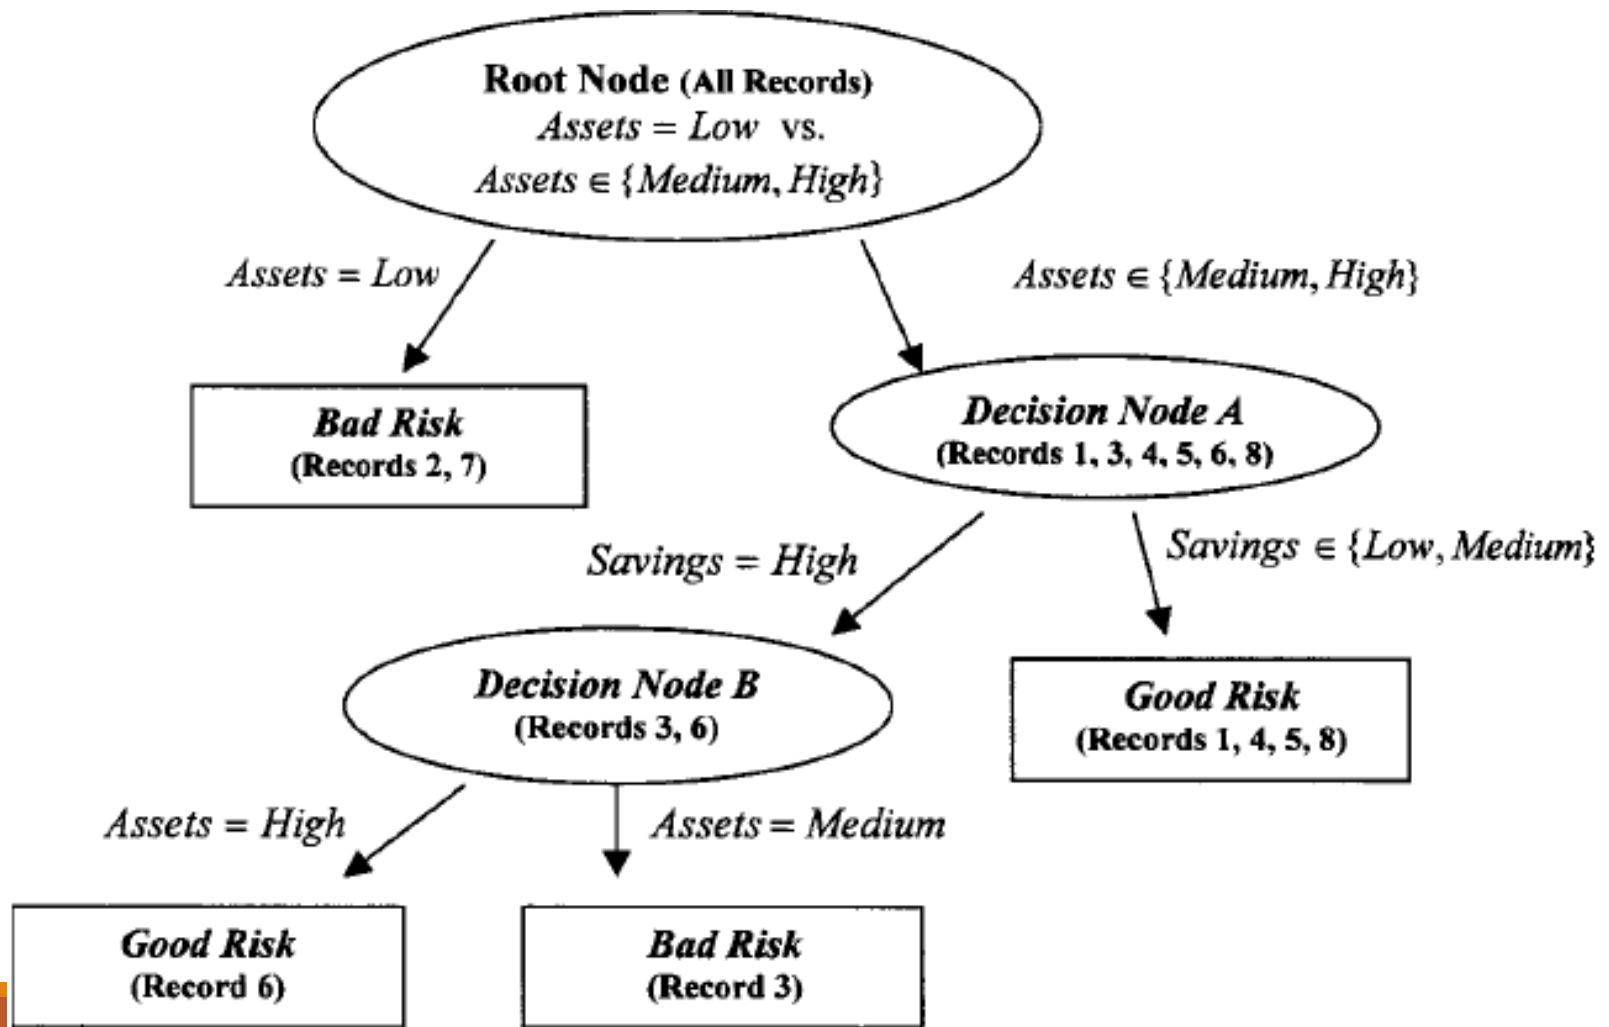 Root Node (All Records)
Assets = Low vs.
Assets ∈ {Medium, High}
Assets = Low
Assets ∈ {Medium, High}
Bad Risk
(Records 2, 7)
Decision Node A
(Records 1, 3, 4, 5, 6, 8)
Savings = High
Savings ∈ {Low, Medium}
Decision Node B
(Records 3, 6)
Good Risk
(Records 1, 4, 5, 8)
Assets = High
Assets = Medium
Good Risk
(Record 6)
Bad Risk
(Record 3)